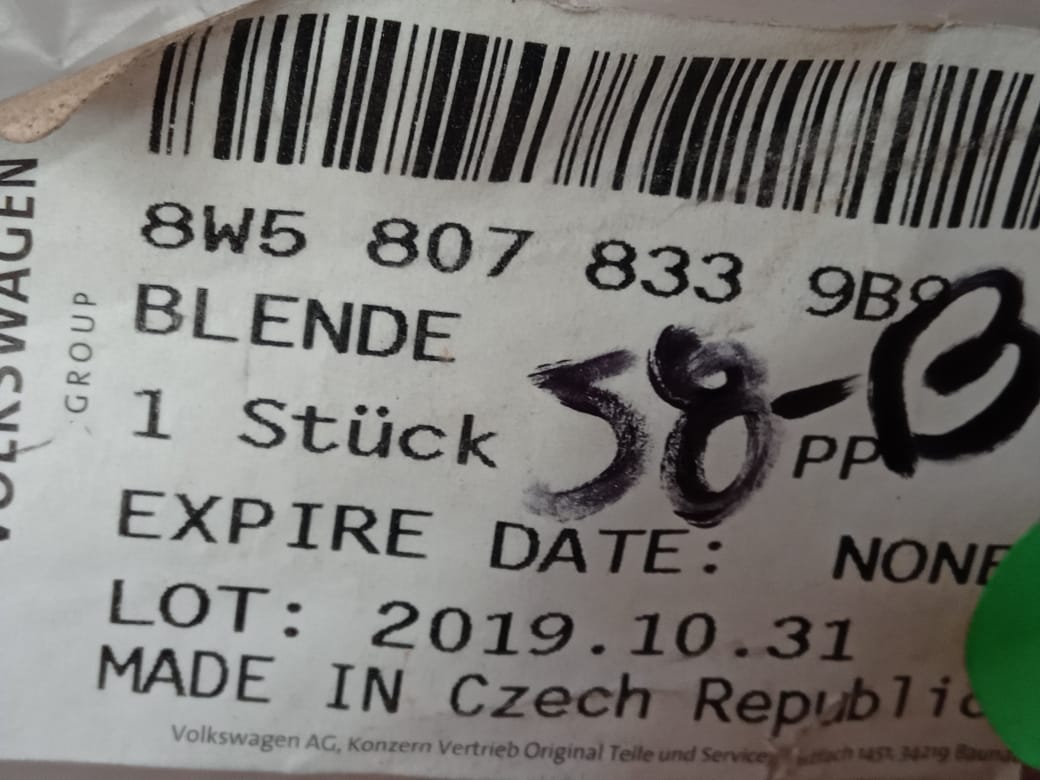 VOLKSWAGEN
GROUP
8W5 807 833 9B9
BLENDE
1 Stück
58-B
PP
EXPIRE DATE: NONE
LOT: 2019.10.31
MADE IN Czech Republic
Volkswagen AG, Konzern Vertrieb Original Teile und Service 34219